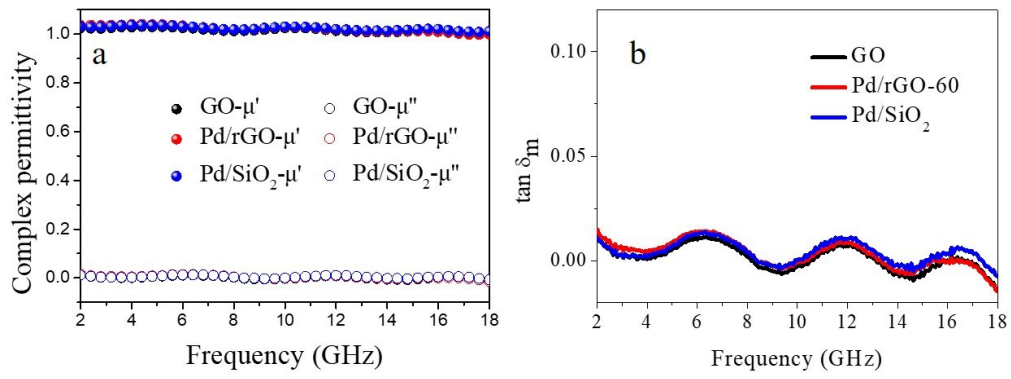 a
Complex permittivity
1.0
0.8
0.6
0.4
0.2
0.0
GO-μ' GO-μ"
Pd/rGO-μ' Pd/rGO-μ"
Pd/SiO₂-μ' Pd/SiO₂-μ"
2 4 6 8 10 12 14 16 18
Frequency (GHz)
b
tan δm
0.10
0.05
0.00
GO
Pd/rGO-60
Pd/SiO₂
2 4 6 8 10 12 14 16 18
Frequency (GHz)